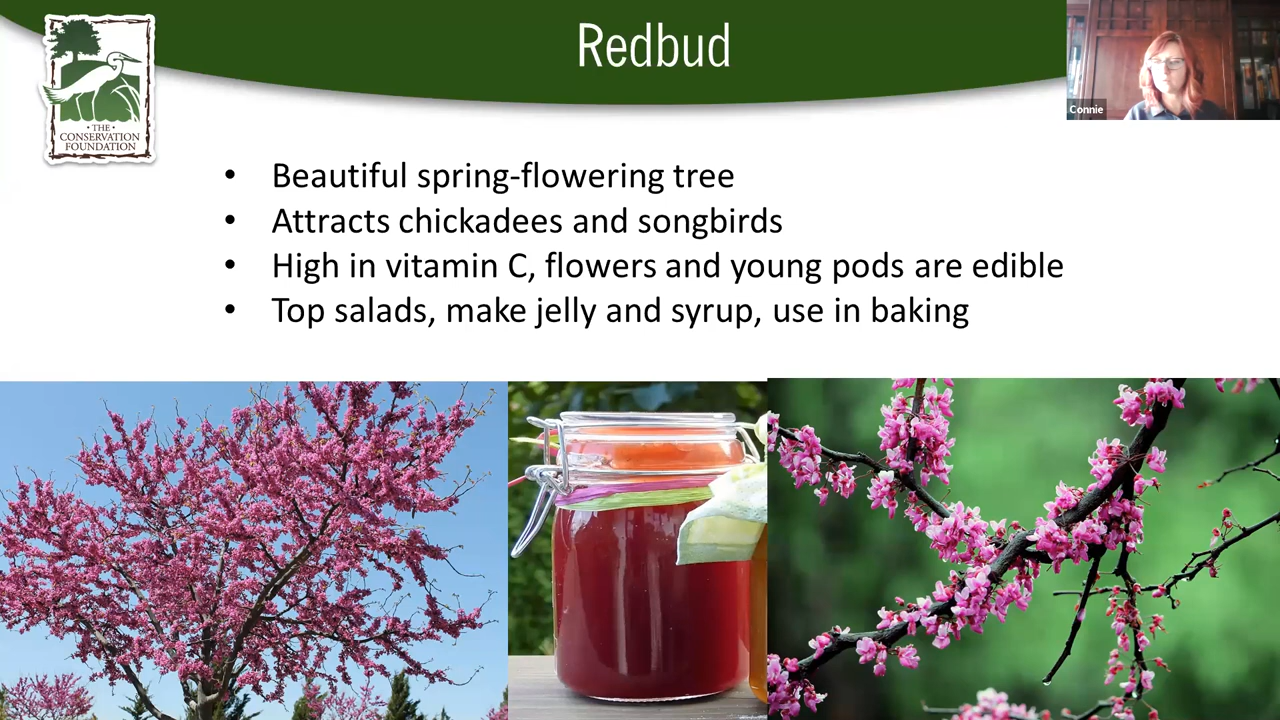 Redbud
Connie
• THE •
CONSERVATION
FOUNDATION
• Beautiful spring-flowering tree
• Attracts chickadees and songbirds
• High in vitamin C, flowers and young pods are edible
• Top salads, make jelly and syrup, use in baking